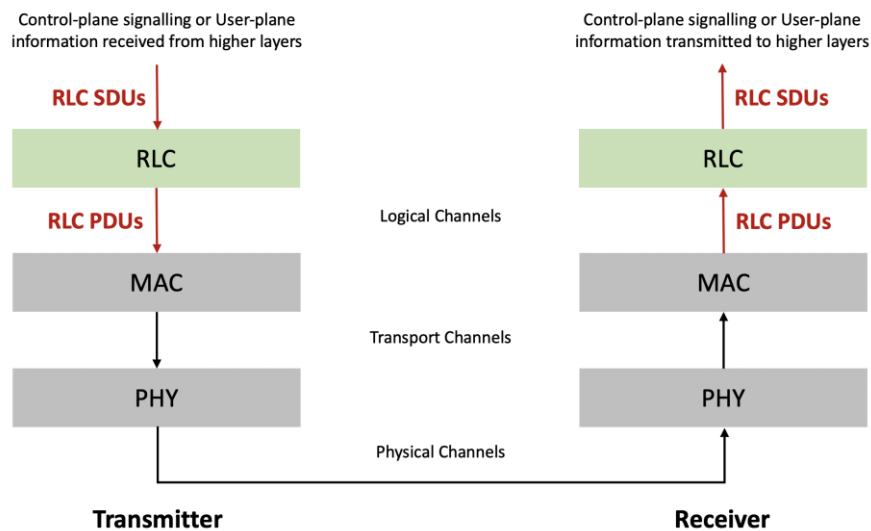 Control-plane signalling or User-plane
information received from higher layers
Control-plane signalling or User-plane
information transmitted to higher layers
RLC SDUs
RLC SDUs
RLC
RLC
RLC PDUs
Logical Channels
RLC PDUs
MAC
MAC
Transport Channels
PHY
PHY
Physical Channels
Transmitter
Receiver